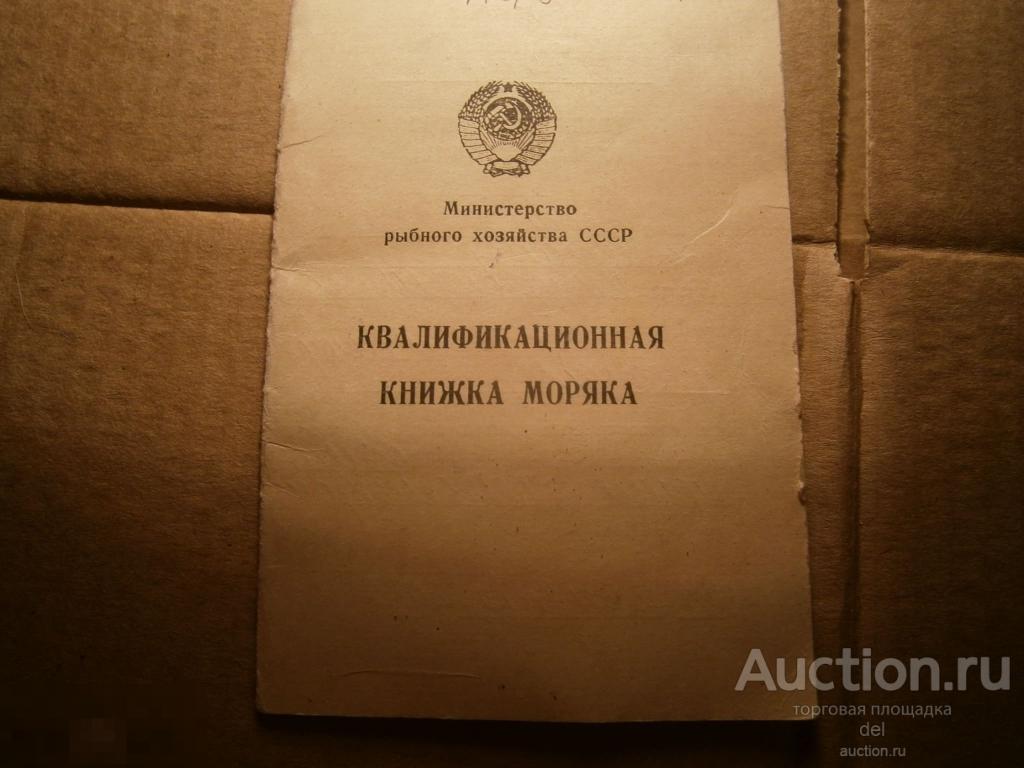 Министерство
рыбного хозяйства СССР
КВАЛИФИКАЦИОННАЯ
КНИЖКА МОРЯКА
Auction.ru
торговая площадка
del
auction.ru